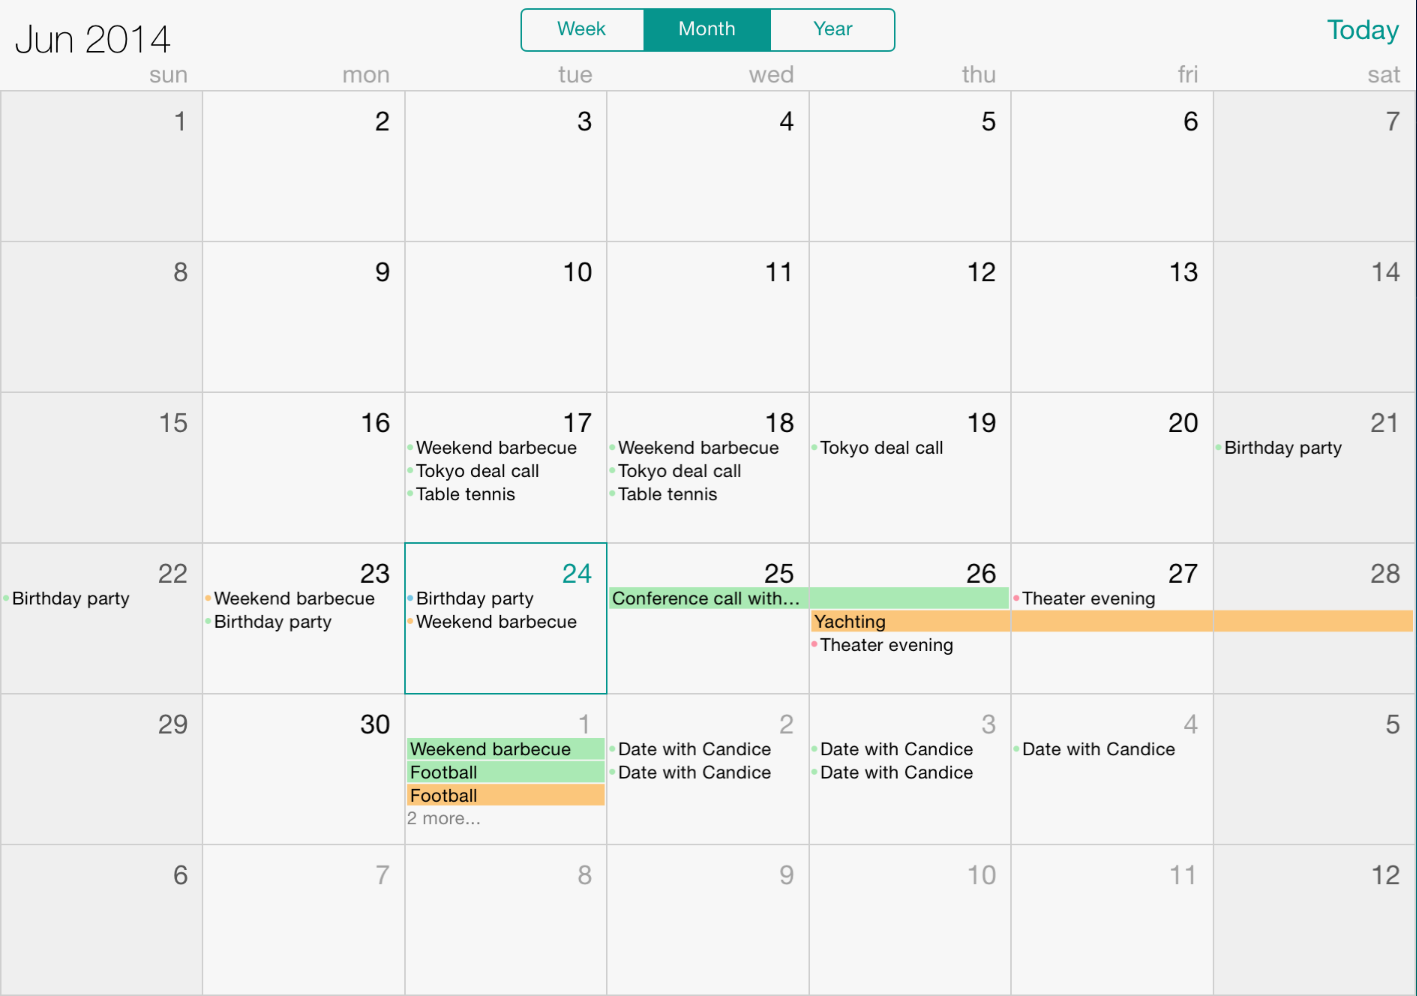 Jun 2014
Week Month Year
Today
sun mon tue wed thu fri sat
1 2 3 4 5 6 7
8 9 10 11 12 13 14
15 16 17 18 19 20 21
Weekend barbecue Weekend barbecue Tokyo deal call Birthday party
Tokyo deal call Tokyo deal call
Table tennis Table tennis
22 23 24 25 26 27 28
Birthday party Weekend barbecue Birthday party Conference call with... Theater evening
Birthday party Weekend barbecue Yachting
Theater evening
29 30 1 2 3 4 5
Weekend barbecue Date with Candice Date with Candice Date with Candice
Football Date with Candice Date with Candice
Football
2 more...
6 7 8 9 10 11 12